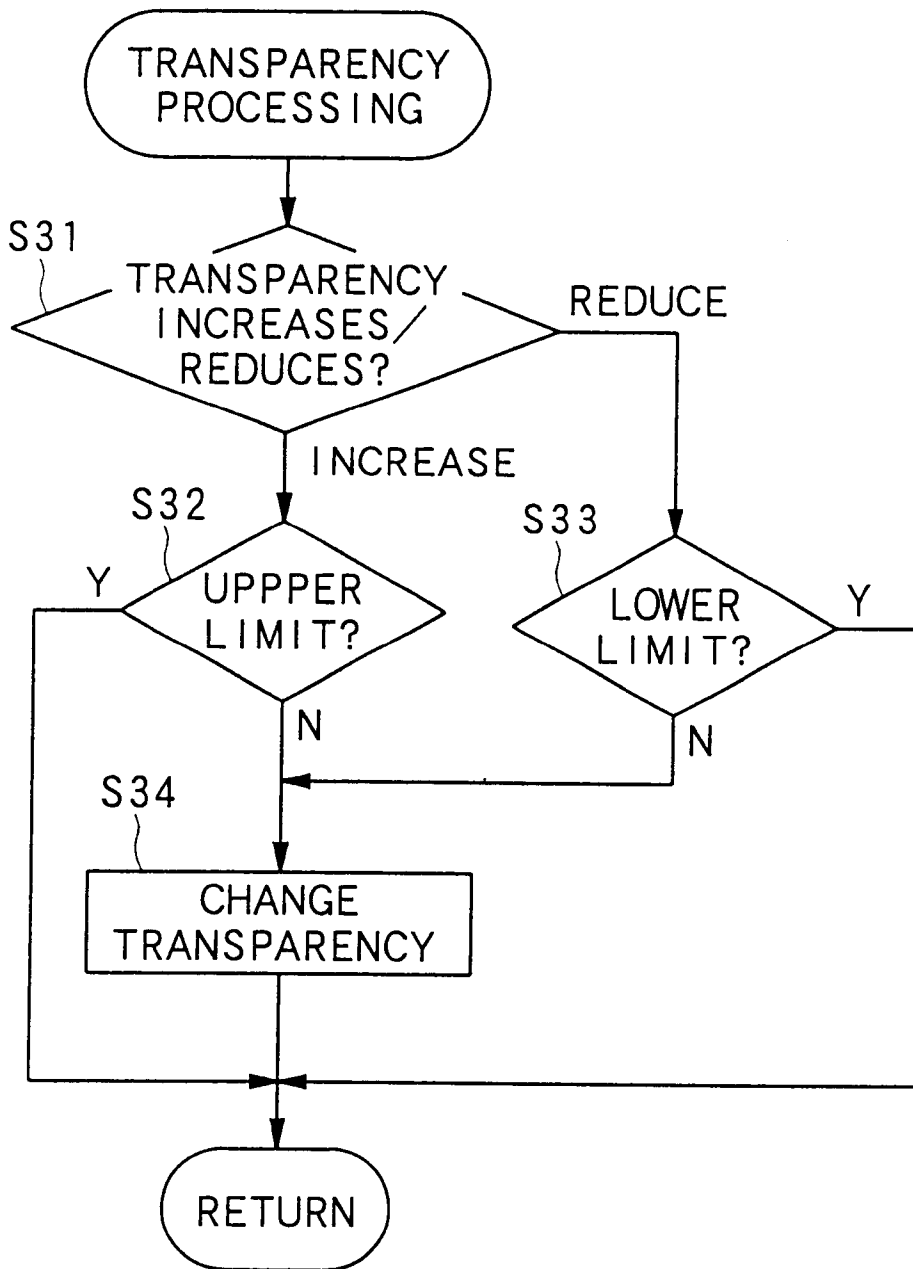 TRANSPARENCY
PROCESSING
S31
TRANSPARENCY
INCREASES/
REDUCES?
REDUCE
INCREASE
S32
UPPPER
LIMIT?
Y
N
S33
LOWER
LIMIT?
Y
N
S34
CHANGE
TRANSPARENCY
RETURN